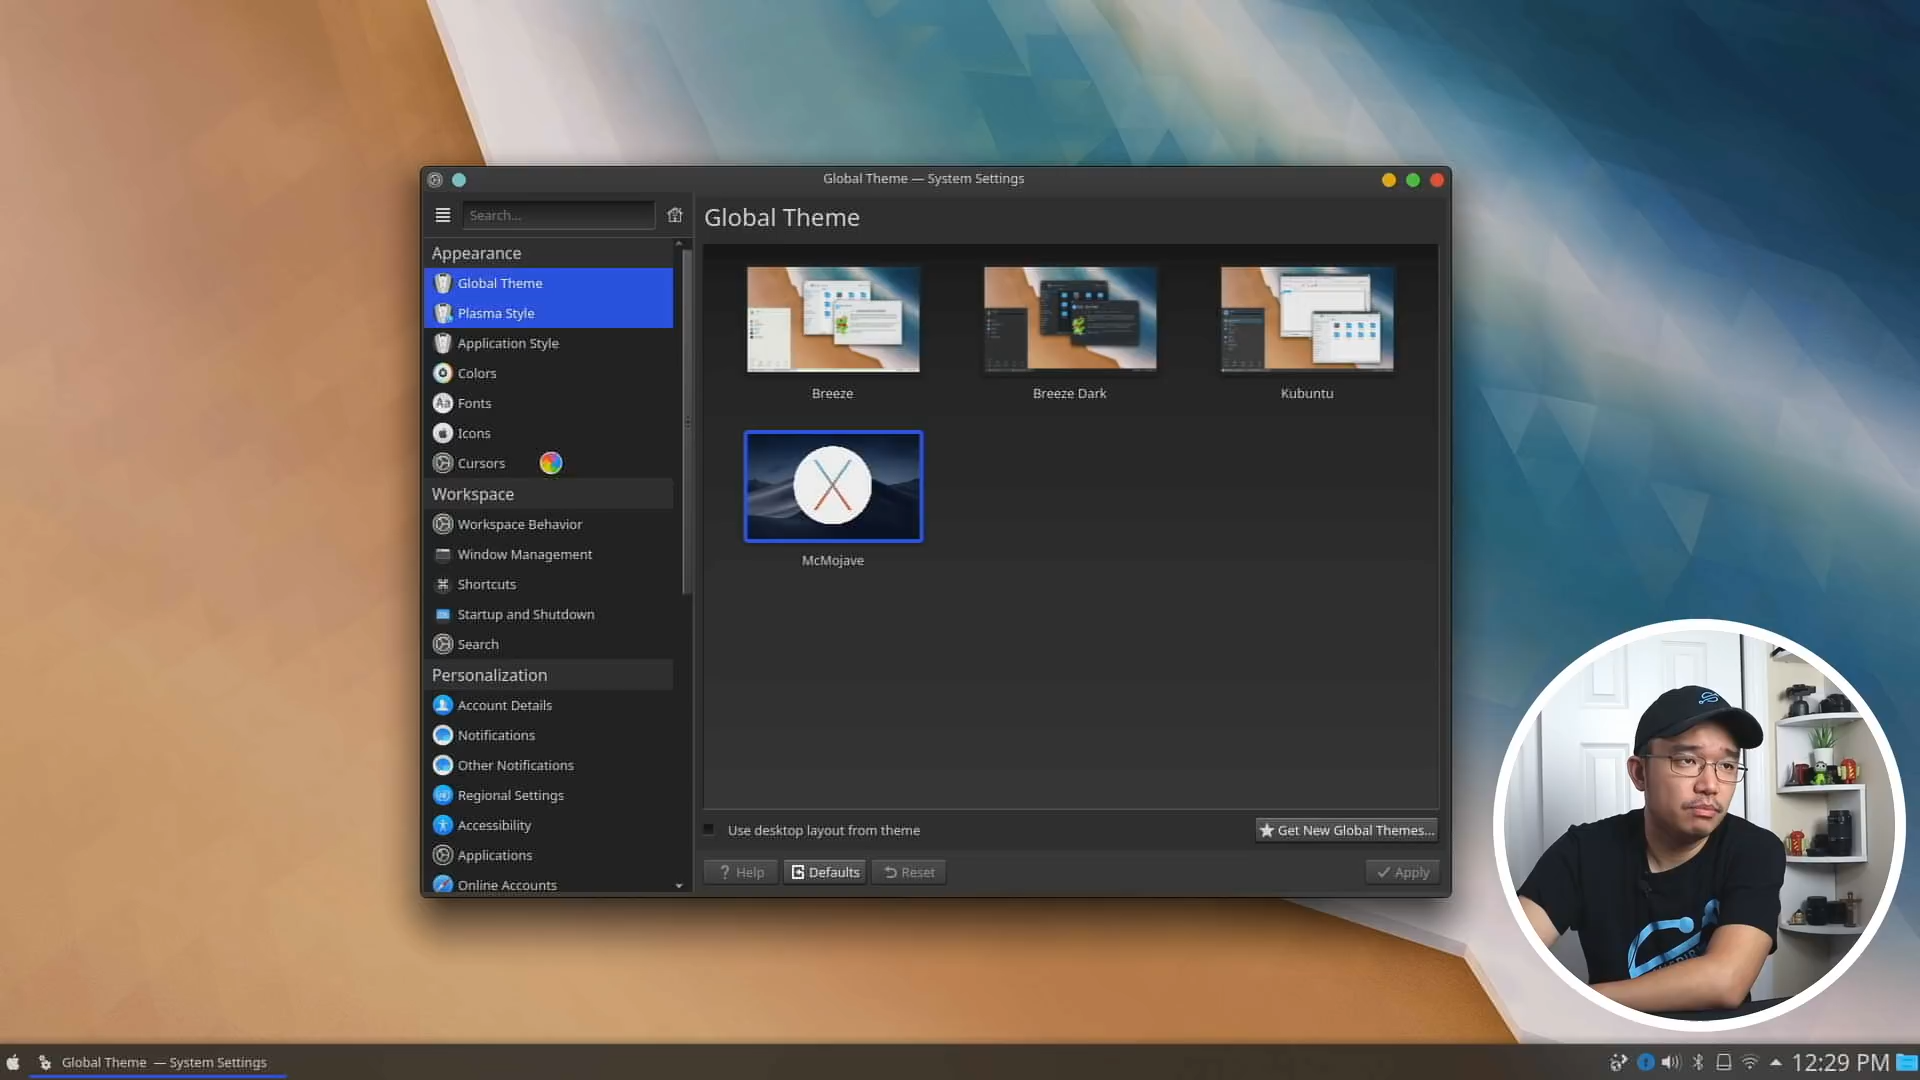 Global Theme — System Settings
Search...
Global Theme
Appearance
Global Theme
Plasma Style
Application Style
Colors
Aa Fonts
Icons
Cursors
Workspace
Workspace Behavior
Window Management
Shortcuts
Startup and Shutdown
Search
Personalization
Account Details
Notifications
Other Notifications
Regional Settings
Accessibility
Applications
Online Accounts
Breeze
Breeze Dark
Kubuntu
McMojave
Use desktop layout from theme
Get New Global Themes...
? Help
Defaults
Reset
Apply
Global Theme — System Settings
12:29 PM